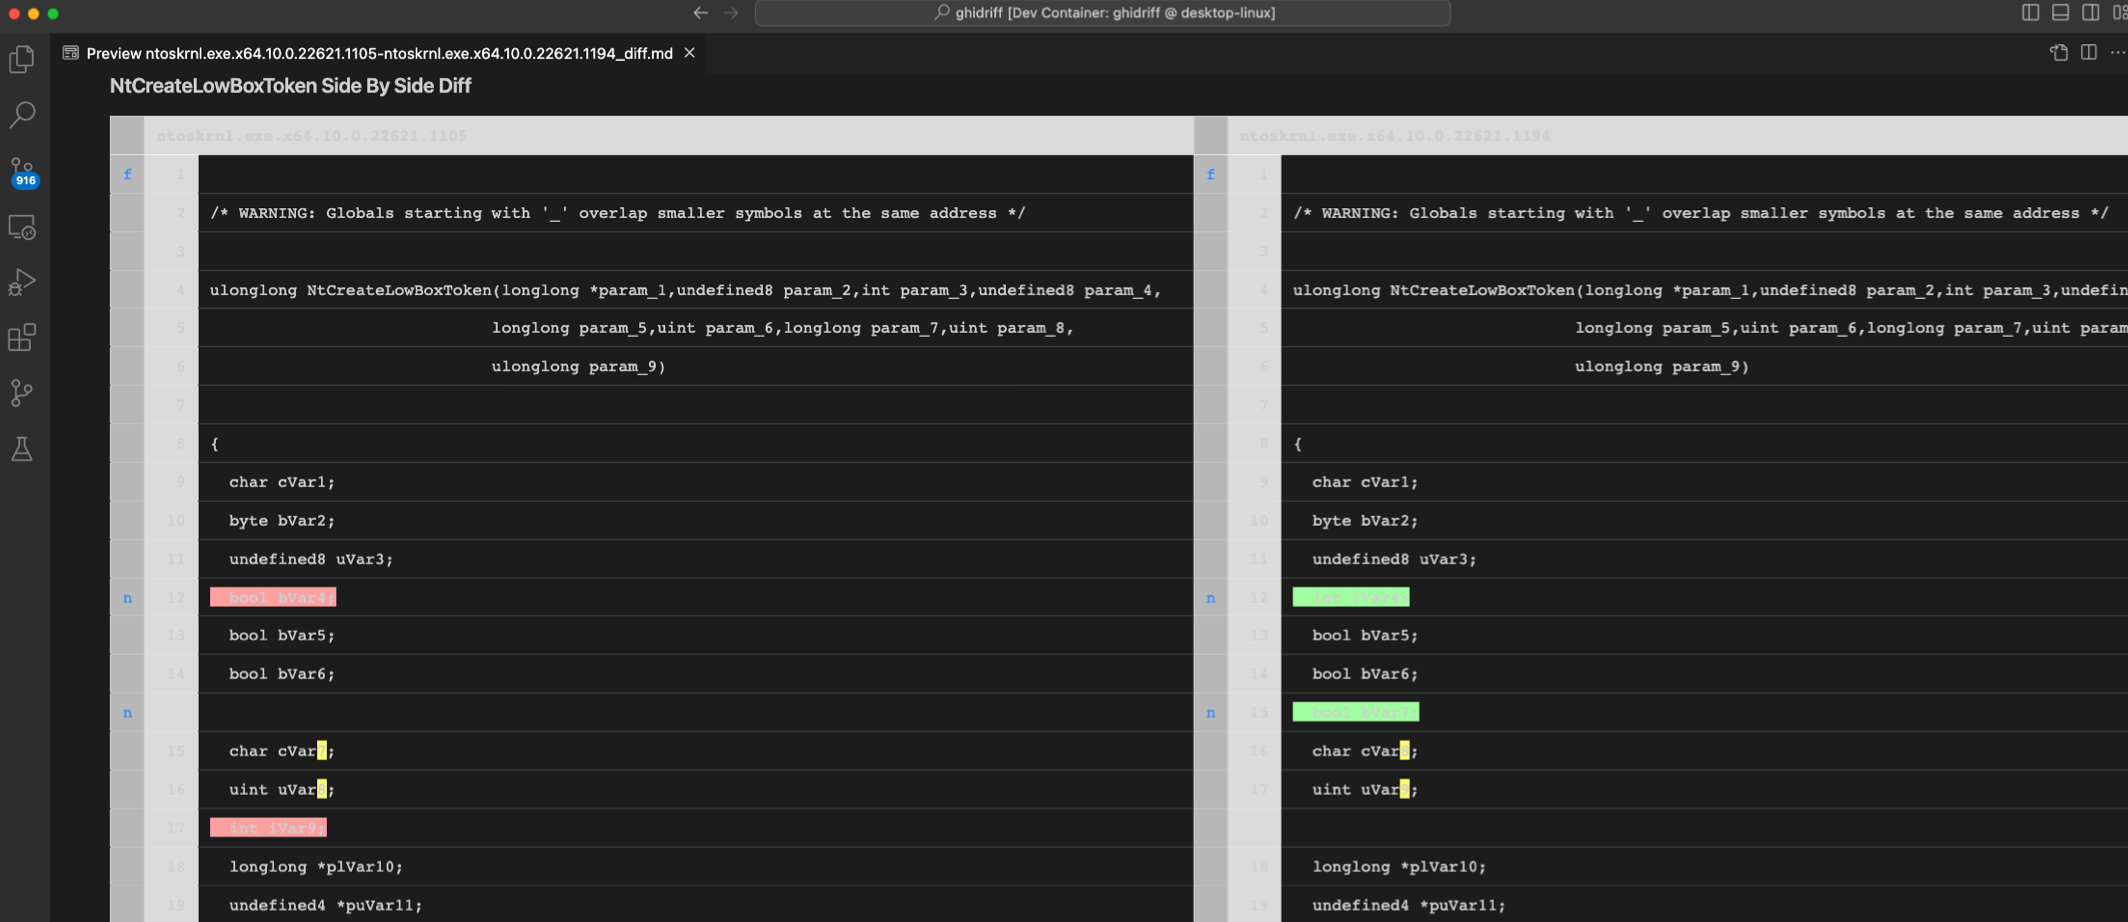 ghidriff [Dev Container: ghidriff @ desktop-linux]
Preview ntoskrnl.exe.x64.10.0.22621.1105-ntoskrnl.exe.x64.10.0.22621.1194_diff.md
916
NtCreateLowBoxToken Side By Side Diff
ntoskrnl.exe.x64.10.0.22621.1105
f 1
2 /* WARNING: Globals starting with '_' overlap smaller symbols at the same address */
3
4 ulonglong NtCreateLowBoxToken(longlong *param_1,undefined8 param_2,int param_3,undefined8 param_4,
5 longlong param_5,uint param_6,longlong param_7,uint param_8,
6 ulonglong param_9)
7
8 {
9 char cVar1;
10 byte bVar2;
11 undefined8 uVar3;
n 12 bool bVar4;
13 bool bVar5;
14 bool bVar6;
n
15 char cVar7;
16 uint uVar8;
17 int iVar9;
18 longlong *plVar10;
19 undefined4 *puVar11;
ntoskrnl.exe.x64.10.0.22621.1194
f 1
2 /* WARNING: Globals starting with '_' overlap smaller symbols at the same address */
3
4 ulonglong NtCreateLowBoxToken(longlong *param_1,undefined8 param_2,int param_3,undefin
5 longlong param_5,uint param_6,longlong param_7,uint param
6 ulonglong param_9)
7
8 {
9 char cVar1;
10 byte bVar2;
11 undefined8 uVar3;
n 12 int iVar4;
13 bool bVar5;
14 bool bVar6;
n 15 bool bVar7;
16 char cVar8;
17 uint uVar9;
18 longlong *plVar10;
19 undefined4 *puVar11;